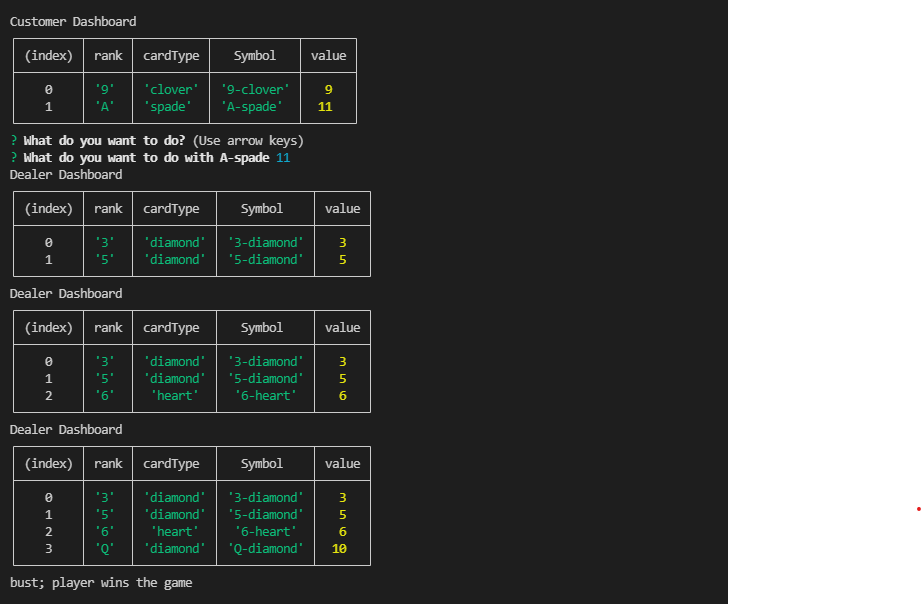 Customer Dashboard
(index) rank cardType Symbol value
0 '9' 'clover' '9-clover' 9
1 'A' 'spade' 'A-spade' 11
? What do you want to do? (Use arrow keys)
? What do you want to do with A-spade 11
Dealer Dashboard
(index) rank cardType Symbol value
0 '3' 'diamond' '3-diamond' 3
1 '5' 'diamond' '5-diamond' 5
Dealer Dashboard
(index) rank cardType Symbol value
0 '3' 'diamond' '3-diamond' 3
1 '5' 'diamond' '5-diamond' 5
2 '6' 'heart' '6-heart' 6
Dealer Dashboard
(index) rank cardType Symbol value
0 '3' 'diamond' '3-diamond' 3
1 '5' 'diamond' '5-diamond' 5
2 '6' 'heart' '6-heart' 6
3 'Q' 'diamond' 'Q-diamond' 10
bust; player wins the game